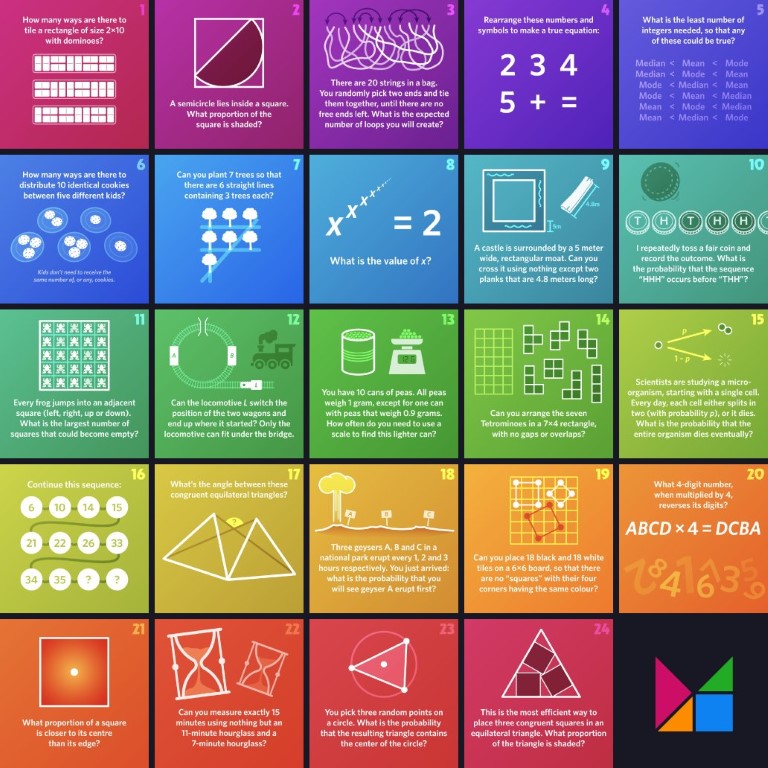 1
How many ways are there to
tile a rectangle of size 2×10
with dominoes?
2
A semicircle lies inside a square.
What proportion of the
square is shaded?
3
There are 20 strings in a bag.
You randomly pick two ends and tie
them together, until there are no
free ends left. What is the expected
number of loops you will create?
4
Rearrange these numbers and
symbols to make a true equation:
2 3 4
5 + =
5
What is the least number of
integers needed, so that any
of these could be true?
Median < Mean < Mode
Median < Mode < Mean
Mode < Median < Mean
Mode < Mean < Median
Mean < Mode < Median
Mean < Median < Mode
6
How many ways are there to
distribute 10 identical cookies
between five different kids?
Kids don't need to receive the
same number of, or any, cookies.
7
Can you plant 7 trees so that
there are 6 straight lines
containing 3 trees each?
8
x^x^x^x^x = 2
What is the value of x?
9
4.8m
5m
A castle is surrounded by a 5 meter
wide, rectangular moat. Can you
cross it using nothing except two
planks that are 4.8 meters long?
10
T H T H H T
I repeatedly toss a fair coin and
record the outcome. What is
the probability that the sequence
"HHH" occurs before "THH"?
11
Every frog jumps into an adjacent
square (left, right, up or down).
What is the largest number of
squares that could become empty?
12
A B
L
Can the locomotive L switch the
position of the two wagons and
end up where it started? Only the
locomotive can fit under the bridge.
13
You have 10 cans of peas. All peas
weigh 1 gram, except for one can
with peas that weigh 0.9 grams.
How often do you need to use a
scale to find this lighter can?
14
Can you arrange the seven
Tetrominoes in a 7×4 rectangle,
with no gaps or overlaps?
15
p
1-p
Scientists are studying a micro-
organism, starting with a single cell.
Every day, each cell either splits in
two (with probability p), or it dies.
What is the probability that the
entire organism dies eventually?
16
Continue this sequence:
6 10 14 15
21 22 26 33
34 35 ? ?
17
What's the angle between these
congruent equilateral triangles?
?
18
A B C
Three geysers A, B and C in a
national park erupt every 1, 2 and 3
hours respectively. You just arrived:
what is the probability that you
will see geyser A erupt first?
19
Can you place 18 black and 18 white
tiles on a 6×6 board, so that there
are no "squares" with their four
corners having the same colour?
20
What 4-digit number,
when multiplied by 4,
reverses its digits?
ABCD × 4 = DCBA
21
What proportion of a square
is closer to its centre
than its edge?
22
Can you measure exactly 15
minutes using nothing but an
11-minute hourglass and a
7-minute hourglass?
23
You pick three random points on
a circle. What is the probability
that the resulting triangle contains
the center of the circle?
24
This is the most efficient way to
place three congruent squares in an
equilateral triangle. What proportion
of the triangle is shaded?